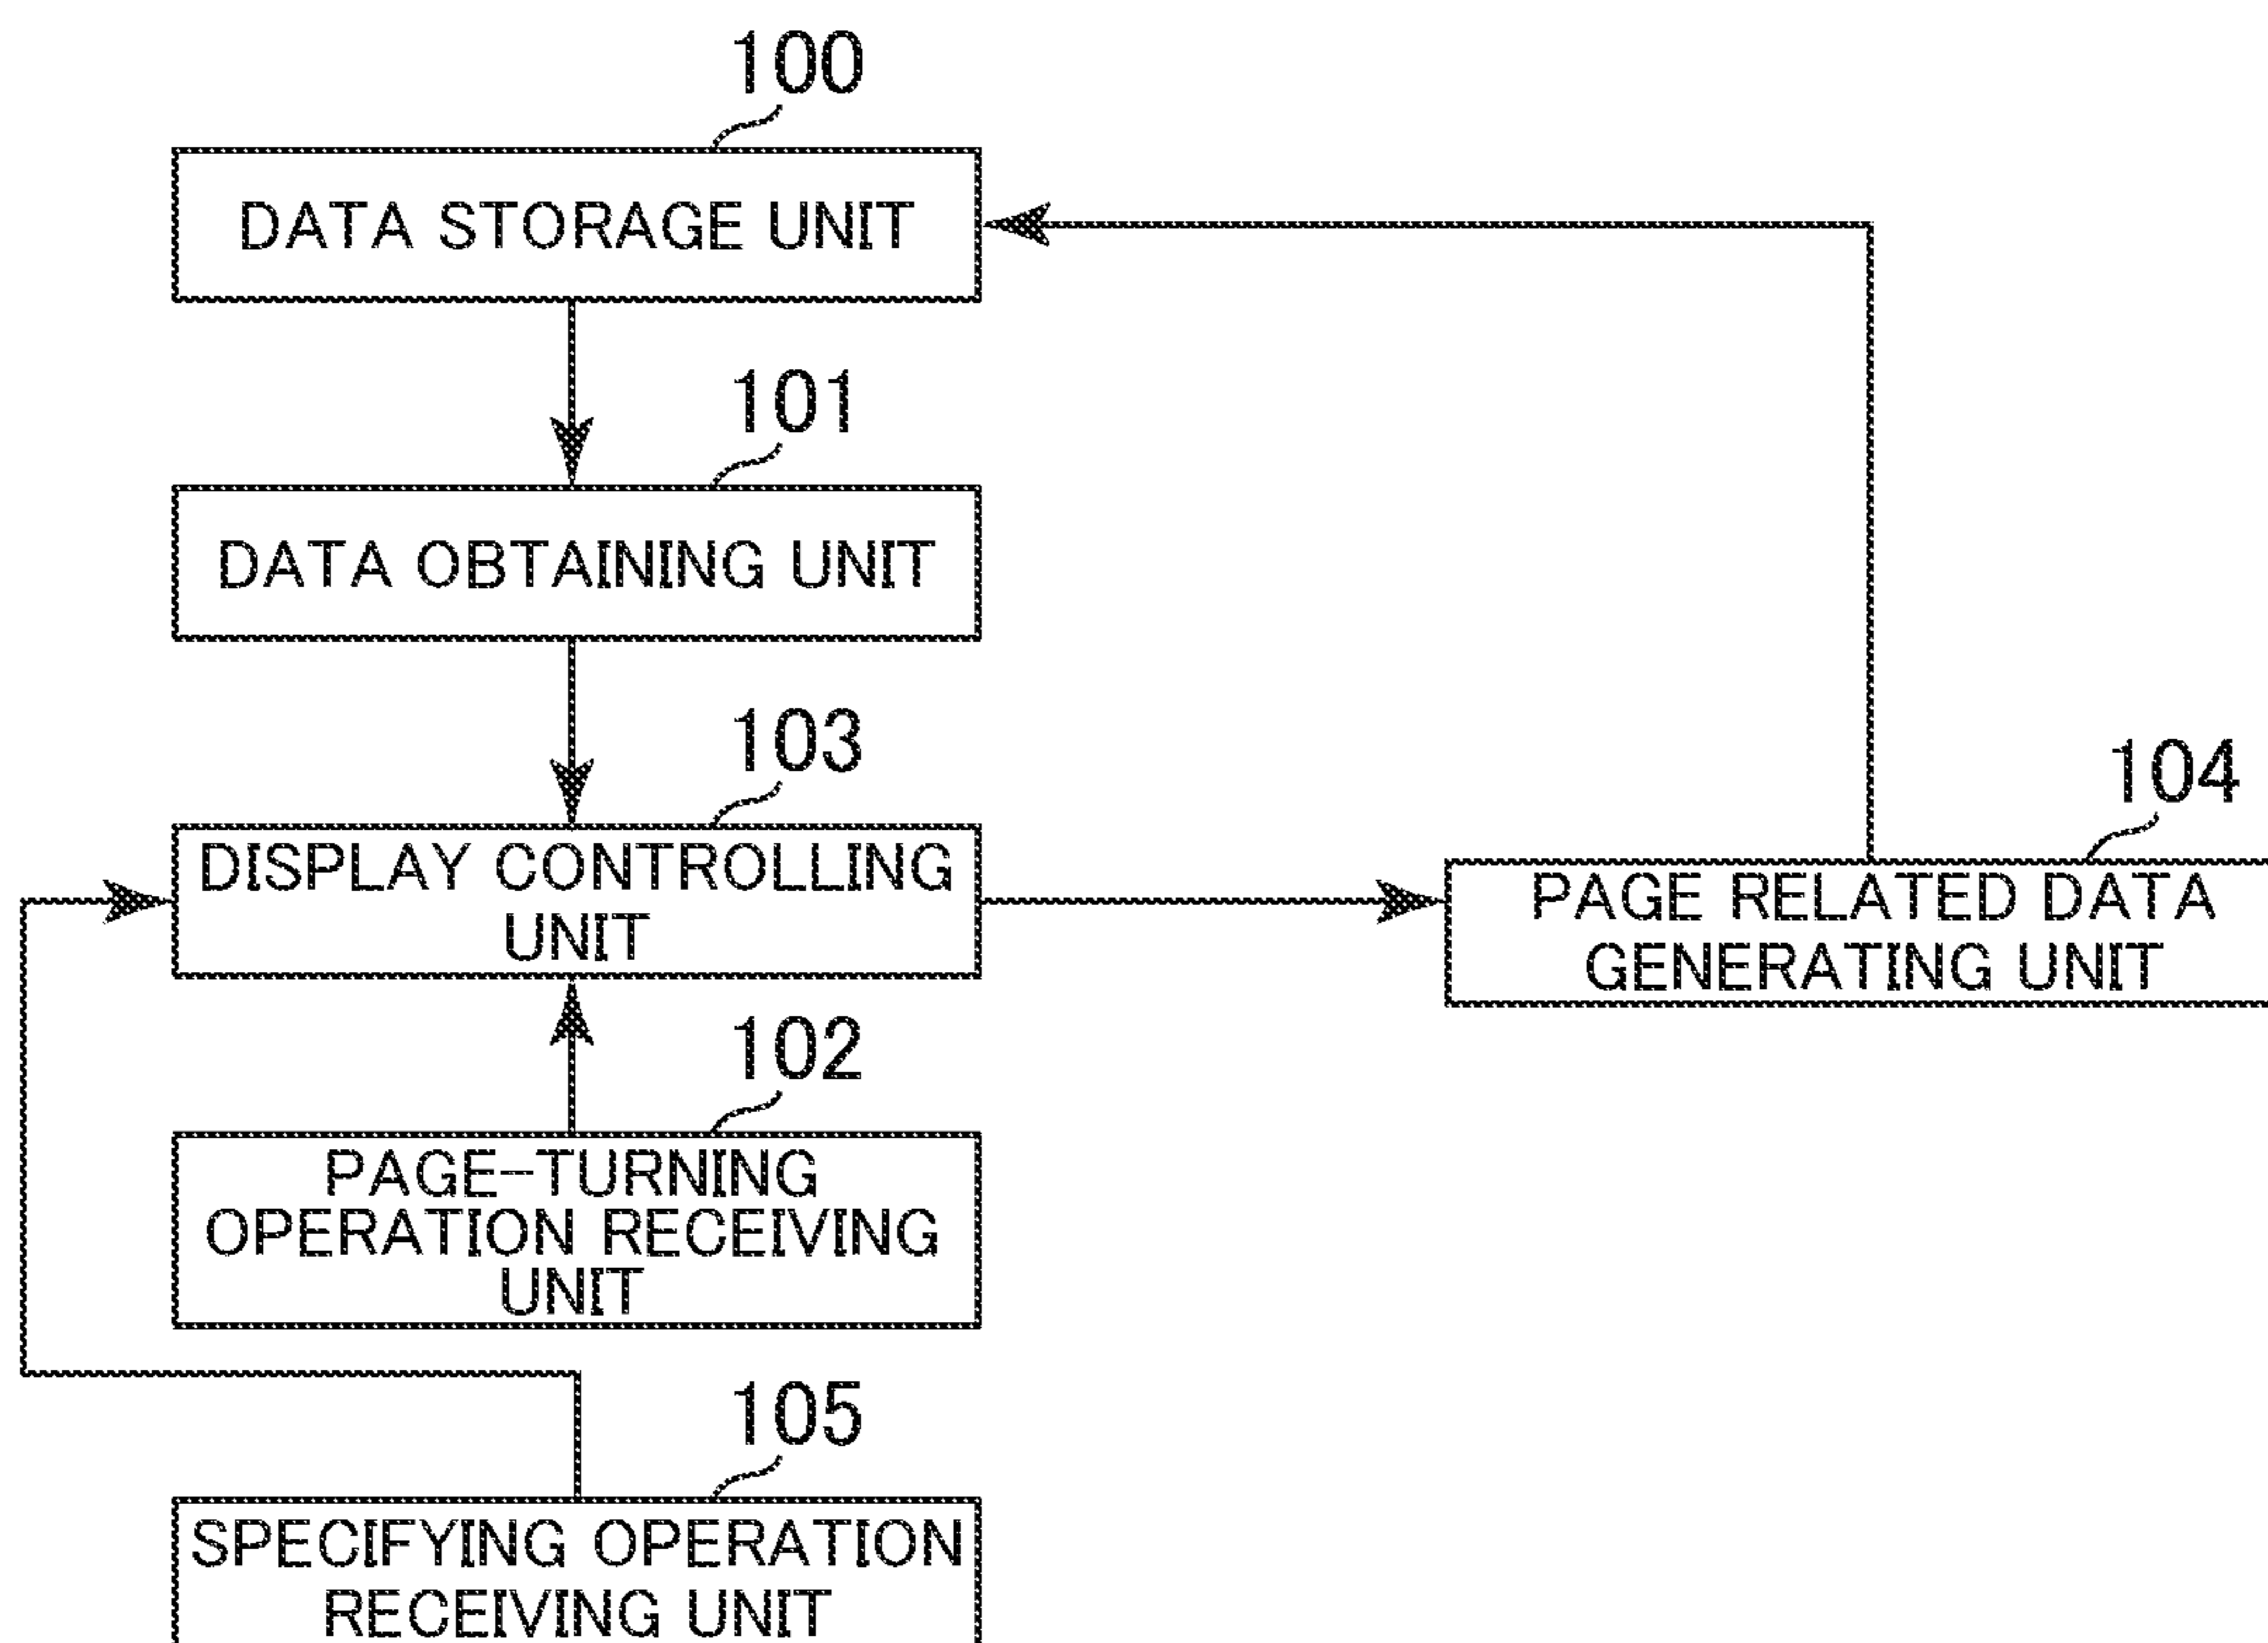 100
DATA STORAGE UNIT
101
DATA OBTAINING UNIT
103
DISPLAY CONTROLLING
UNIT
104
PAGE RELATED DATA
GENERATING UNIT
102
PAGE-TURNING
OPERATION RECEIVING
UNIT
105
SPECIFYING OPERATION
RECEIVING UNIT